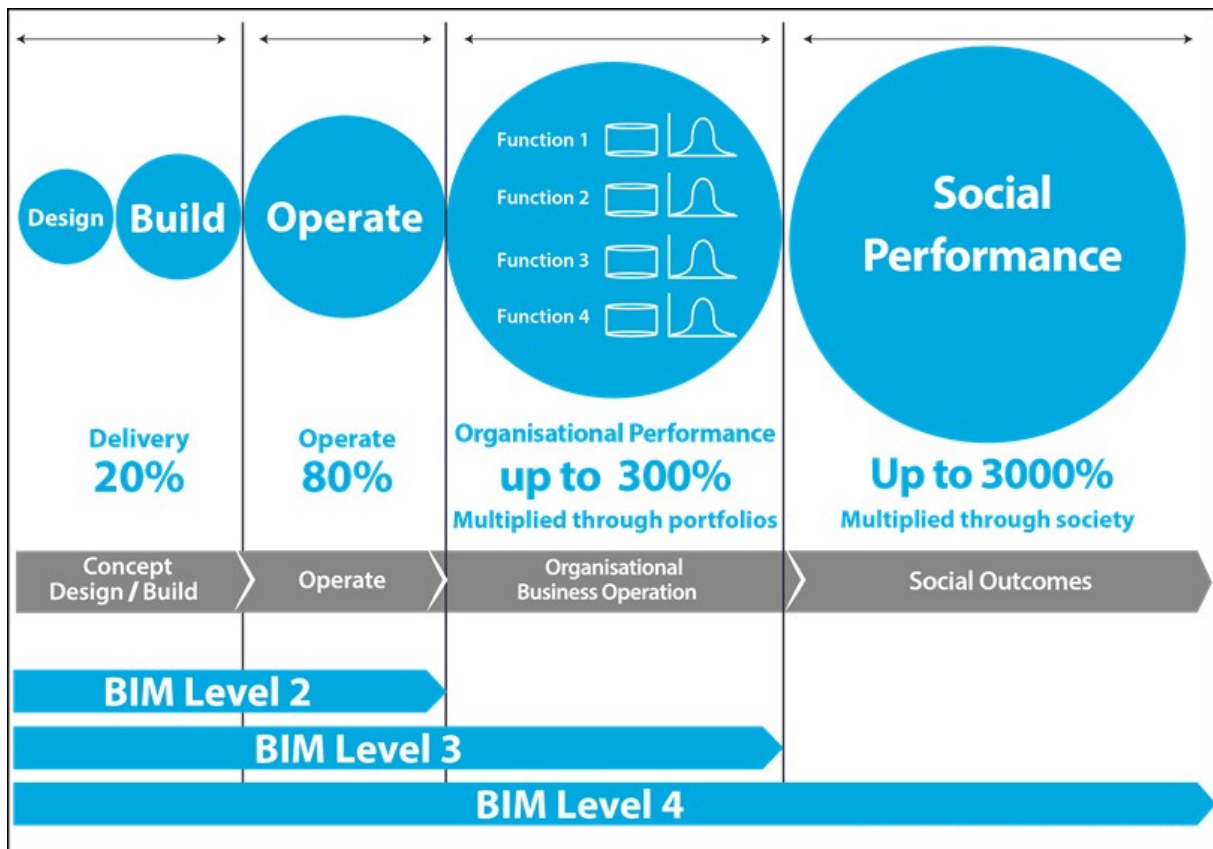 Design
Build
Operate
Function 1
Function 2
Function 3
Function 4
Social
Performance
Delivery
20%
Operate
80%
Organisational Performance
up to 300%
Multiplied through portfolios
Up to 3000%
Multiplied through society
Concept
Design / Build
Operate
Organisational
Business Operation
Social Outcomes
BIM Level 2
BIM Level 3
BIM Level 4